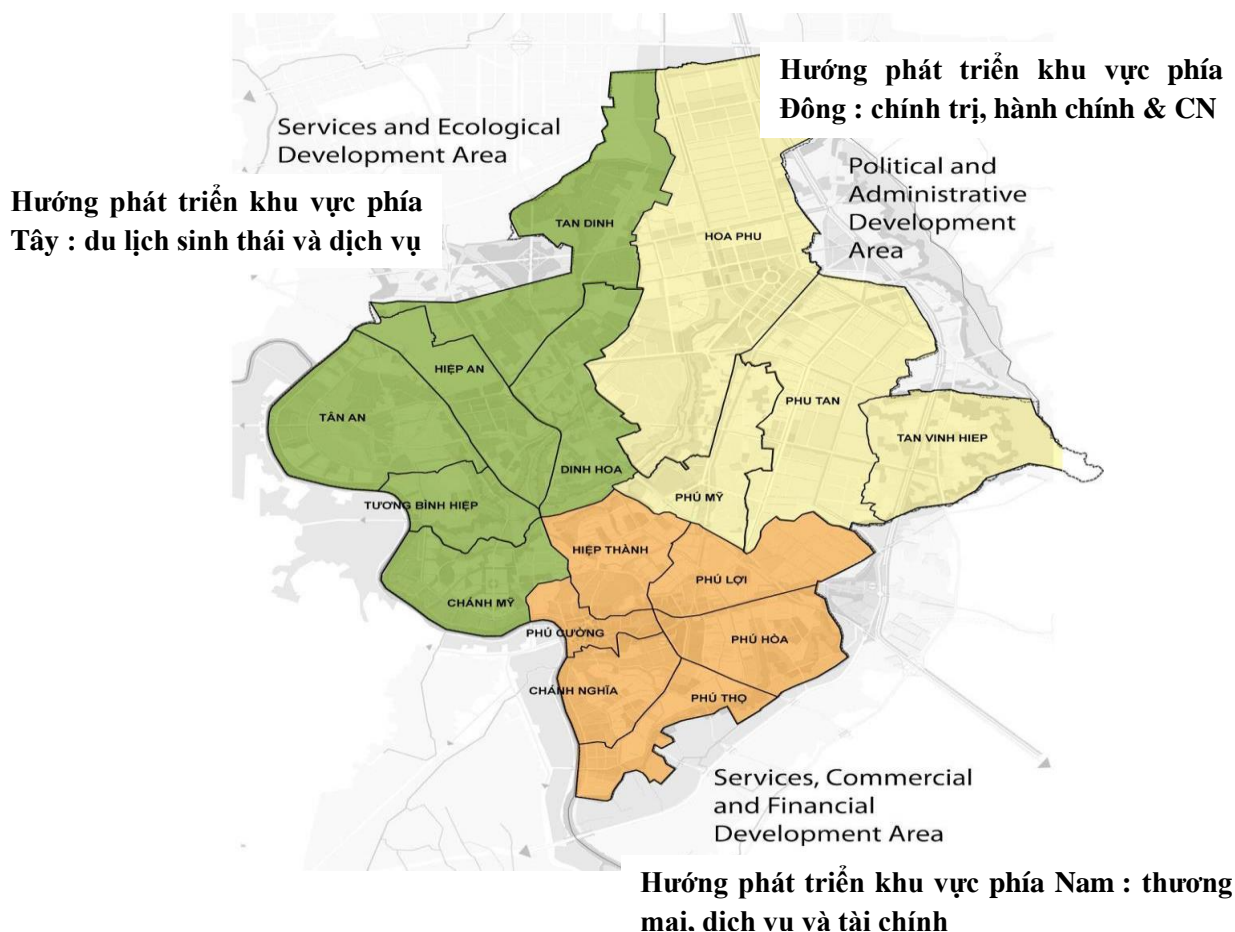 Hướng phát triển khu vực phía
Đông : chính trị, hành chính & CN
Services and Ecological
Development Area
Political and
Administrative
Development
Area
Hướng phát triển khu vực phía
Tây : du lịch sinh thái và dịch vụ
TAN DINH
HOA PHU
HIỆP AN
PHU TAN
TÂN AN
TAN VINH HIEP
DINH HOA
PHÚ MỸ
TƯƠNG BÌNH HIỆP
HIỆP THÀNH
PHÚ LỢI
CHÁNH MỸ
PHÚ CƯỜNG
PHÚ HÒA
CHÁNH NGHĨA
PHÚ THỌ
Services, Commercial
and Financial
Development Area
Hướng phát triển khu vực phía Nam : thương
mại, dịch vụ và tài chính